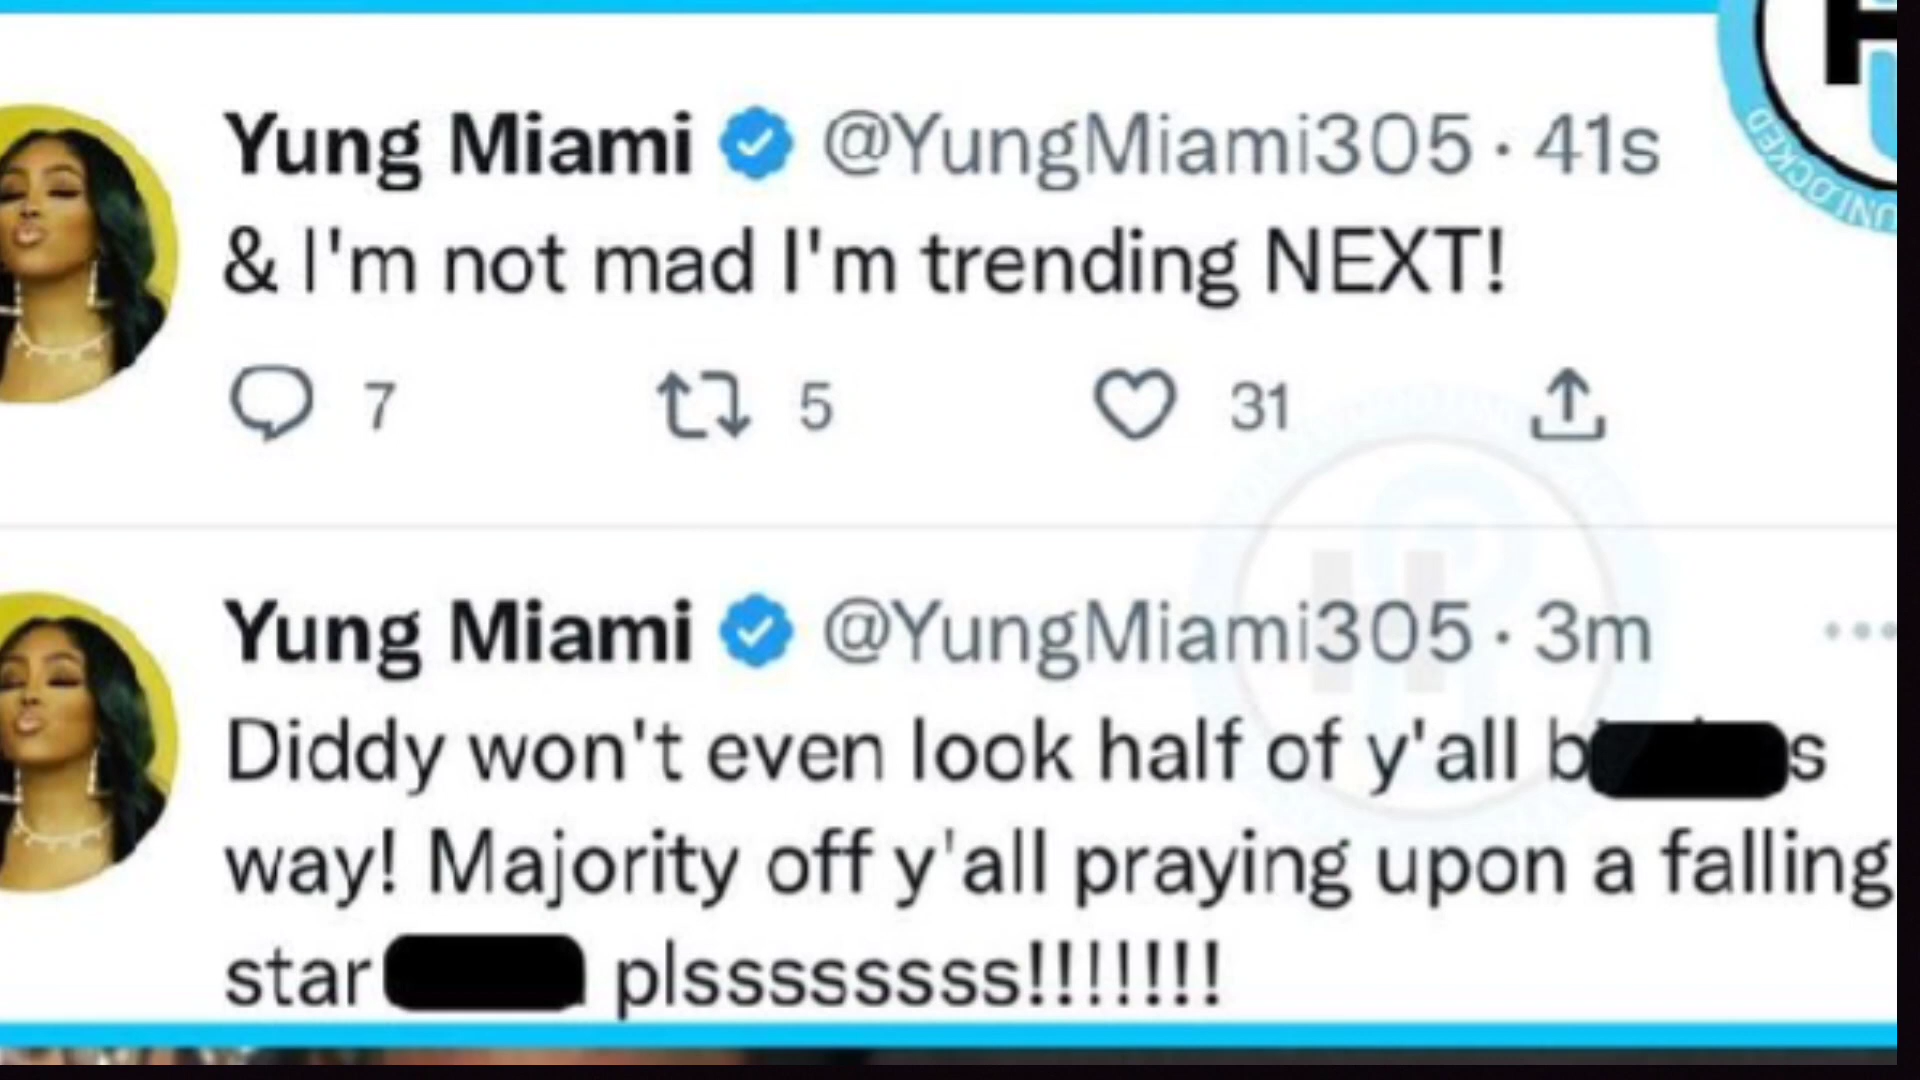 Yung Miami @YungMiami305 · 41s
& I'm not mad I'm trending NEXT!
7 5 31
Yung Miami @YungMiami305 · 3m
Diddy won't even look half of y'all b s
way! Majority off y'all praying upon a falling
star plsssssssss!!!!!!!
UNLOCKED
H